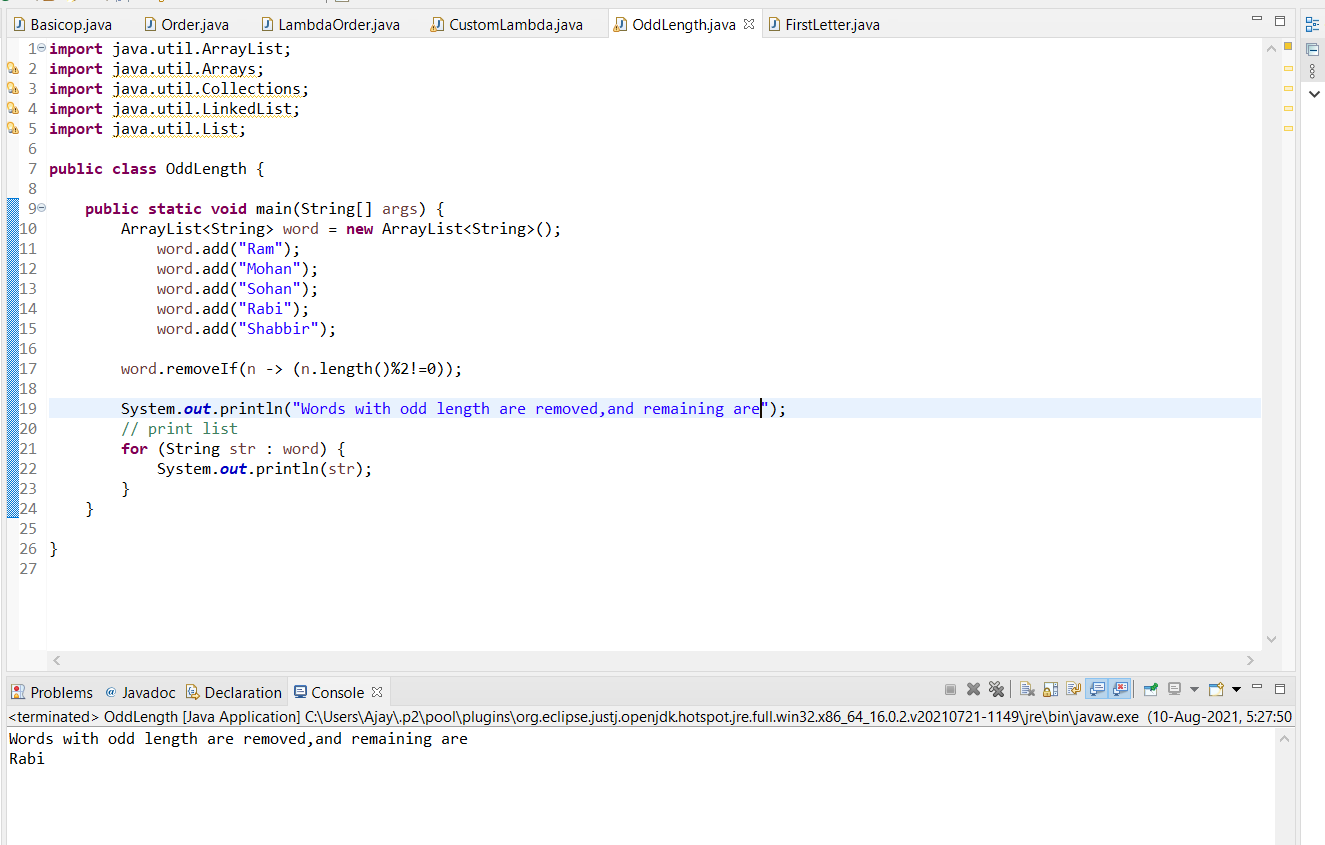 Basicop.java Order.java LambdaOrder.java CustomLambda.java OddLength.java FirstLetter.java
1 import java.util.ArrayList;
2 import java.util.Arrays;
3 import java.util.Collections;
4 import java.util.LinkedList;
5 import java.util.List;
6
7 public class OddLength {
8
9     public static void main(String[] args) {
10         ArrayList<String> word = new ArrayList<String>();
11             word.add("Ram");
12             word.add("Mohan");
13             word.add("Sohan");
14             word.add("Rabi");
15             word.add("Shabbir");
16
17         word.removeIf(n -> (n.length()%2!=0));
18
19         System.out.println("Words with odd length are removed,and remaining are");
20         // print list
21         for (String str : word) {
22             System.out.println(str);
23         }
24     }
25
26 }
27
Problems @ Javadoc Declaration Console
<terminated> OddLength [Java Application] C:\Users\Ajay\.p2\pool\plugins\org.eclipse.justj.openjdk.hotspot.jre.full.win32.x86_64_16.0.2.v20210721-1149\jre\bin\javaw.exe (10-Aug-2021, 5:27:50
Words with odd length are removed,and remaining are
Rabi